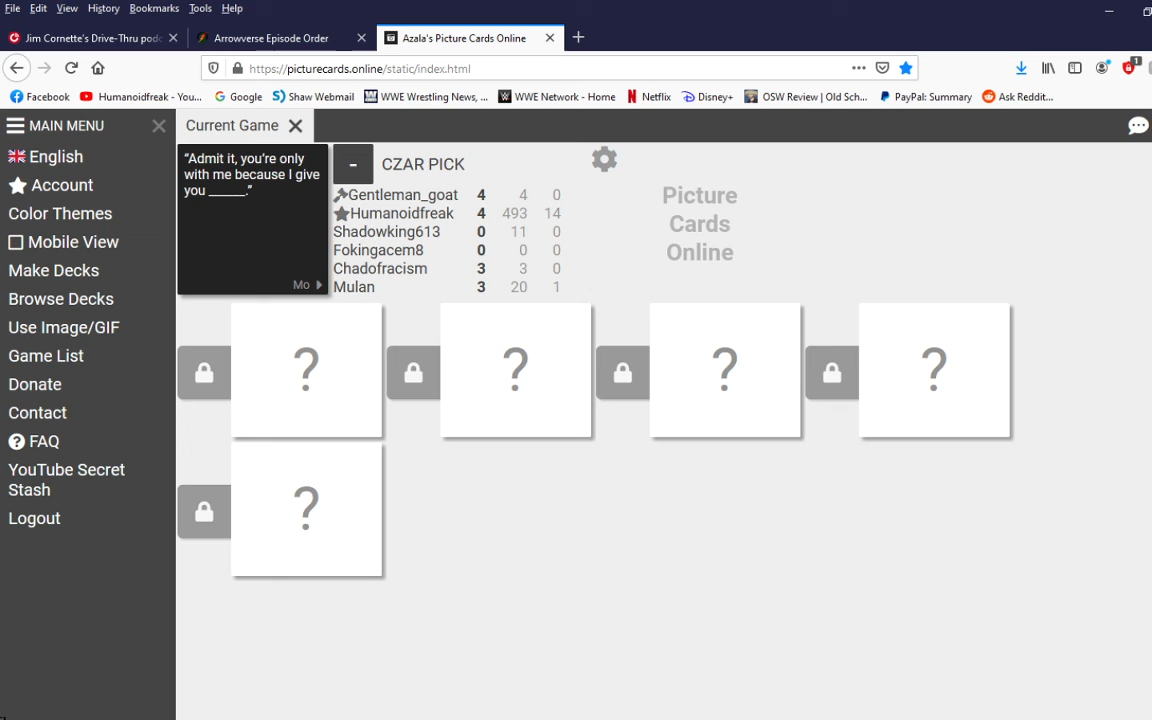 File Edit View History Bookmarks Tools Help
Jim Cornette's Drive-Thru pod Arrowverse Episode Order Azala's Picture Cards Online
https://picturecards.online/static/index.html
Facebook Humanoidfreak - You... Google Shaw Webmail WWE Wrestling News, ... WWE Network - Home Netflix Disney+ OSW Review | Old Sch... PayPal: Summary Ask Reddit...
MAIN MENU
English
Account
Color Themes
Mobile View
Make Decks
Browse Decks
Use Image/GIF
Game List
Donate
Contact
FAQ
YouTube Secret
Stash
Logout
Current Game
“Admit it, you’re only
with me because I give
you ______.”
Mo
- CZAR PICK
Gentleman_goat 4 4 0
Humanoidfreak 4 493 14
Shadowking613 0 11 0
Fokingacem8 0 0 0
Chadofracism 3 3 0
Mulan 3 20 1
Picture
Cards
Online
? ? ? ?
?
1